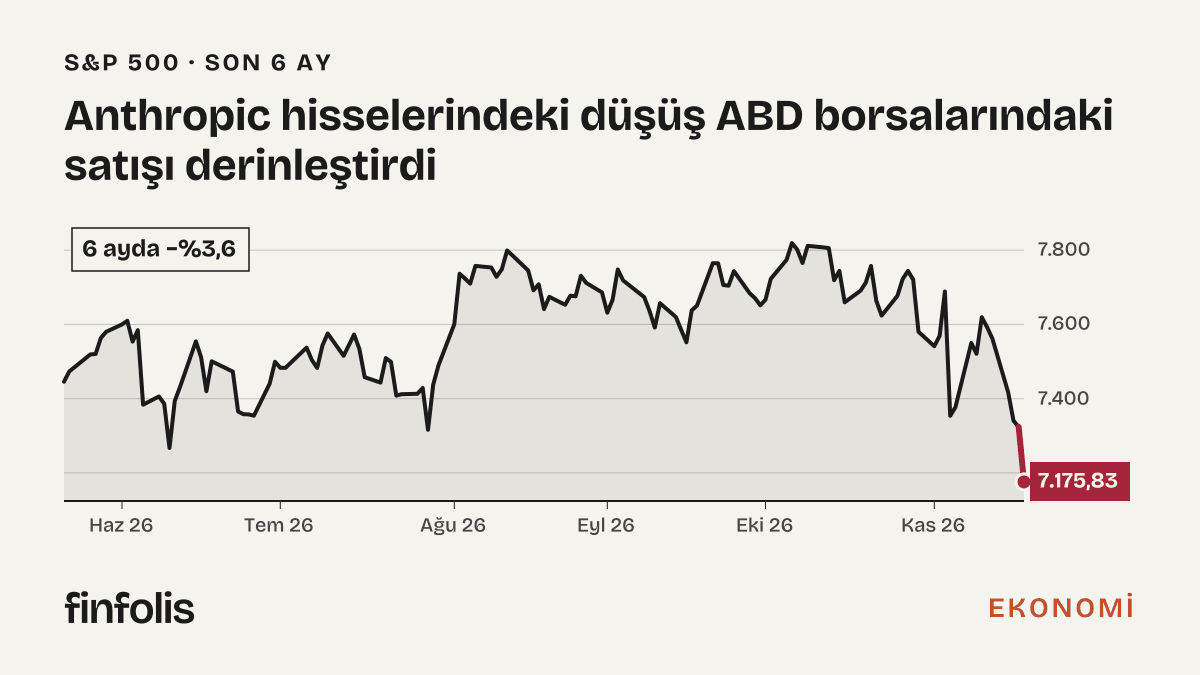 S&P 500 · SON 6 AY
Anthropic hisselerindeki düşüş ABD borsalarındaki
satışı derinleştirdi
6 ayda −%3,6
7.800
7.600
7.400
7.175,83
Haz 26 Tem 26 Ağu 26 Eyl 26 Eki 26 Kas 26
finfolis
EKONOMİ